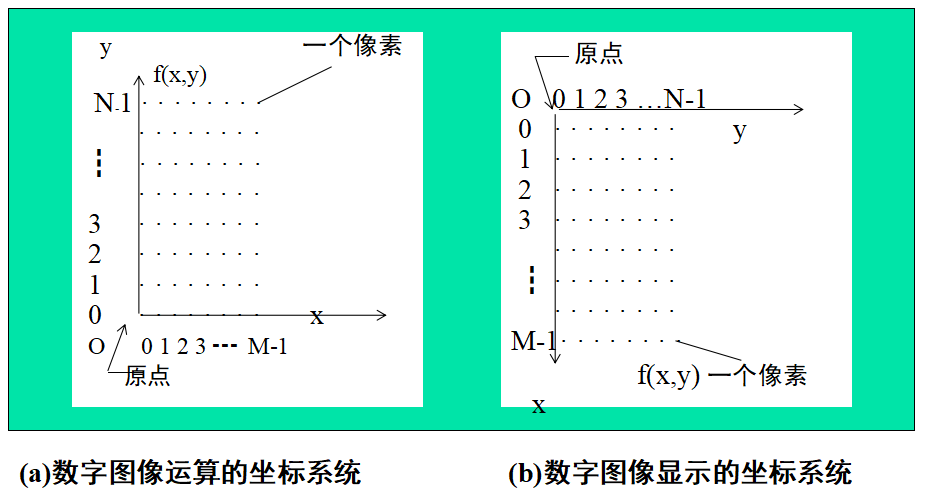 y
一个像素
f(x,y)
N-1
⋮
3
2
1
0
x
O
0 1 2 3 --- M-1
原点
原点
O
0 1 2 3 …N-1
0
y
1
2
3
⋮
M-1
f(x,y) 一个像素
x
(a)数字图像运算的坐标系统
(b)数字图像显示的坐标系统